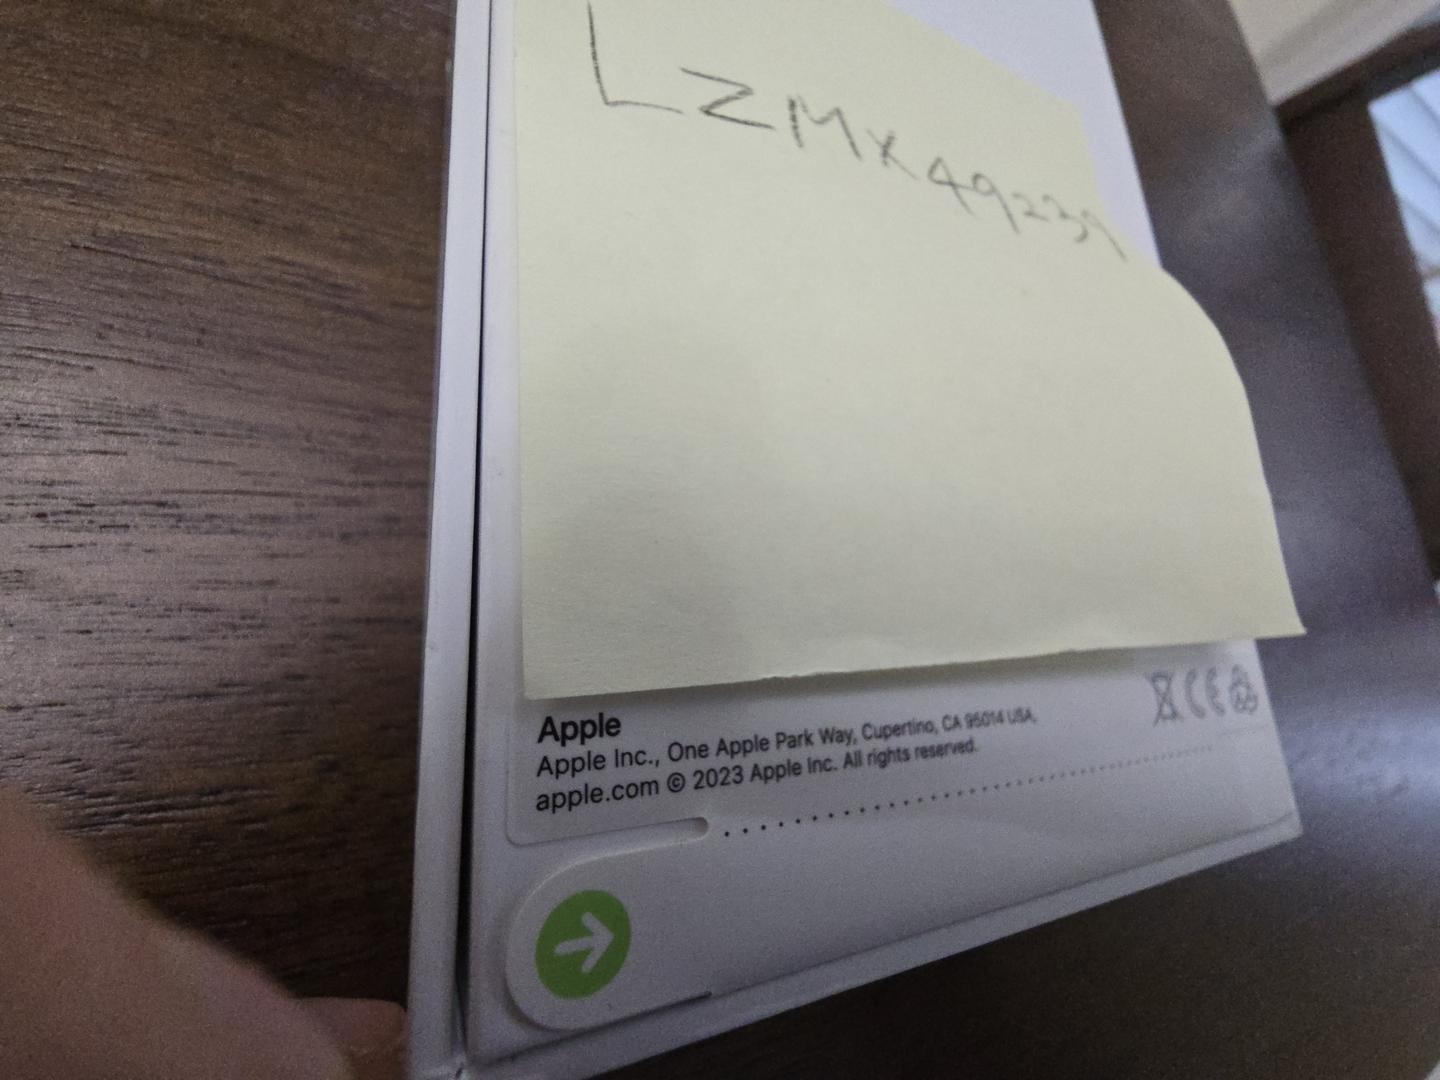 LZMX49239
Apple
Apple Inc., One Apple Park Way, Cupertino, CA 95014 USA.
apple.com © 2023 Apple Inc. All rights reserved.